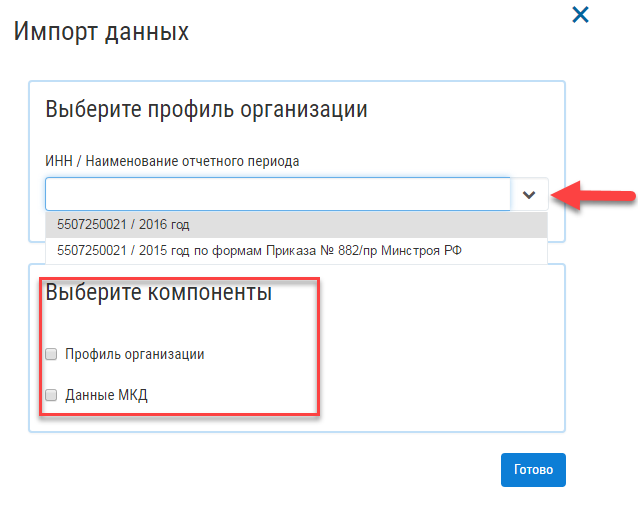 Импорт данных
Выберите профиль организации
ИНН / Наименование отчетного периода
5507250021 / 2016 год
5507250021 / 2015 год по формам Приказа № 882/пр Минстроя РФ
Выберите компоненты
Профиль организации
Данные МКД
Готово